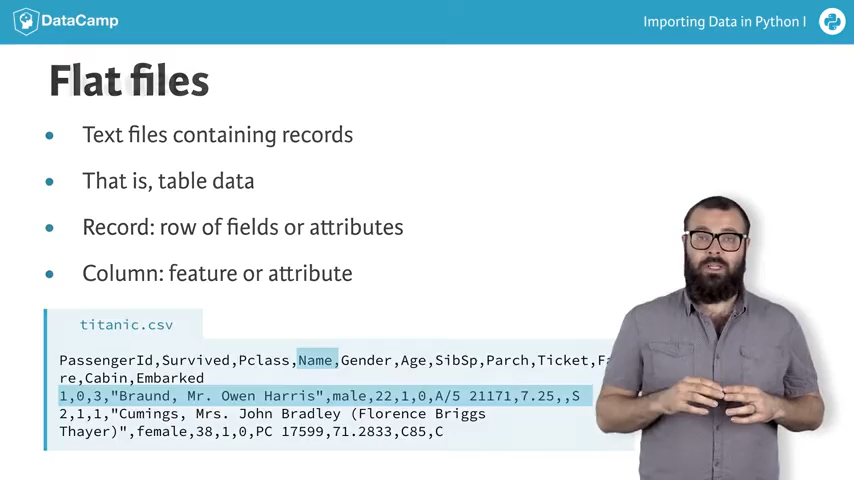 DataCamp
Importing Data in Python I
Flat files
• Text files containing records
• That is, table data
• Record: row of fields or attributes
• Column: feature or attribute
titanic.csv
PassengerId,Survived,Pclass,Name,Gender,Age,SibSp,Parch,Ticket,Fa
re,Cabin,Embarked
1,0,3,"Braund, Mr. Owen Harris",male,22,1,0,A/5 21171,7.25,,S
2,1,1,"Cumings, Mrs. John Bradley (Florence Briggs
Thayer)",female,38,1,0,PC 17599,71.2833,C85,C